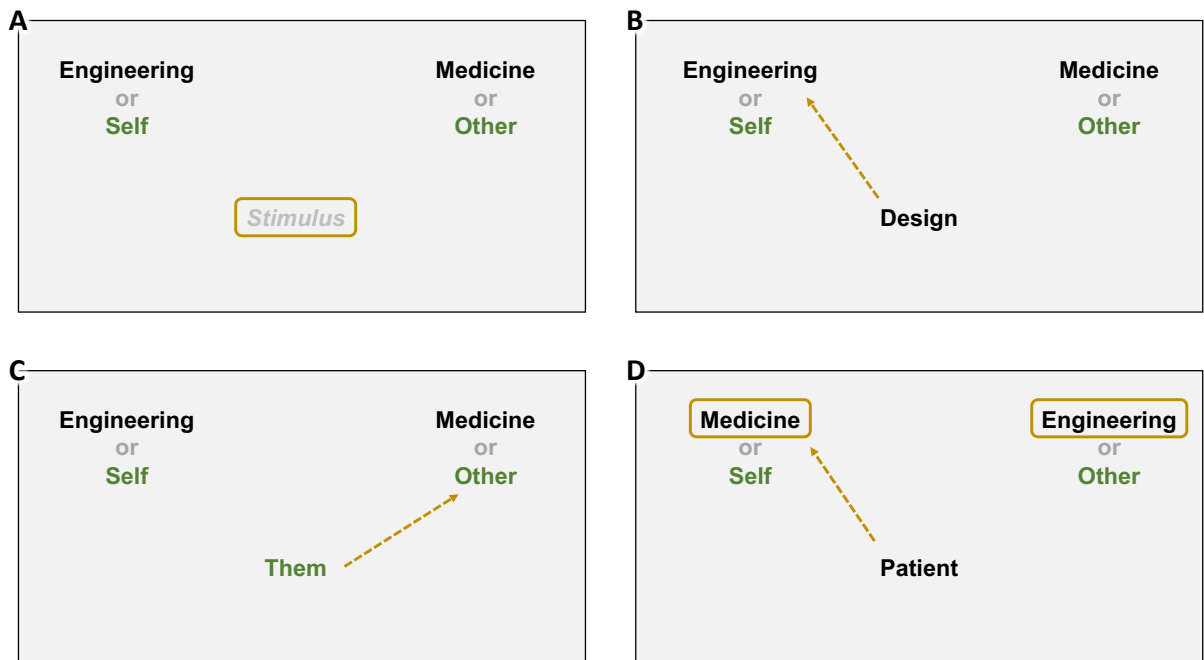 A
Engineering
or
Self
Medicine
or
Other
Stimulus
B
Engineering
or
Self
Medicine
or
Other
Design
C
Engineering
or
Self
Medicine
or
Other
Them
D
Medicine
or
Self
Engineering
or
Other
Patient